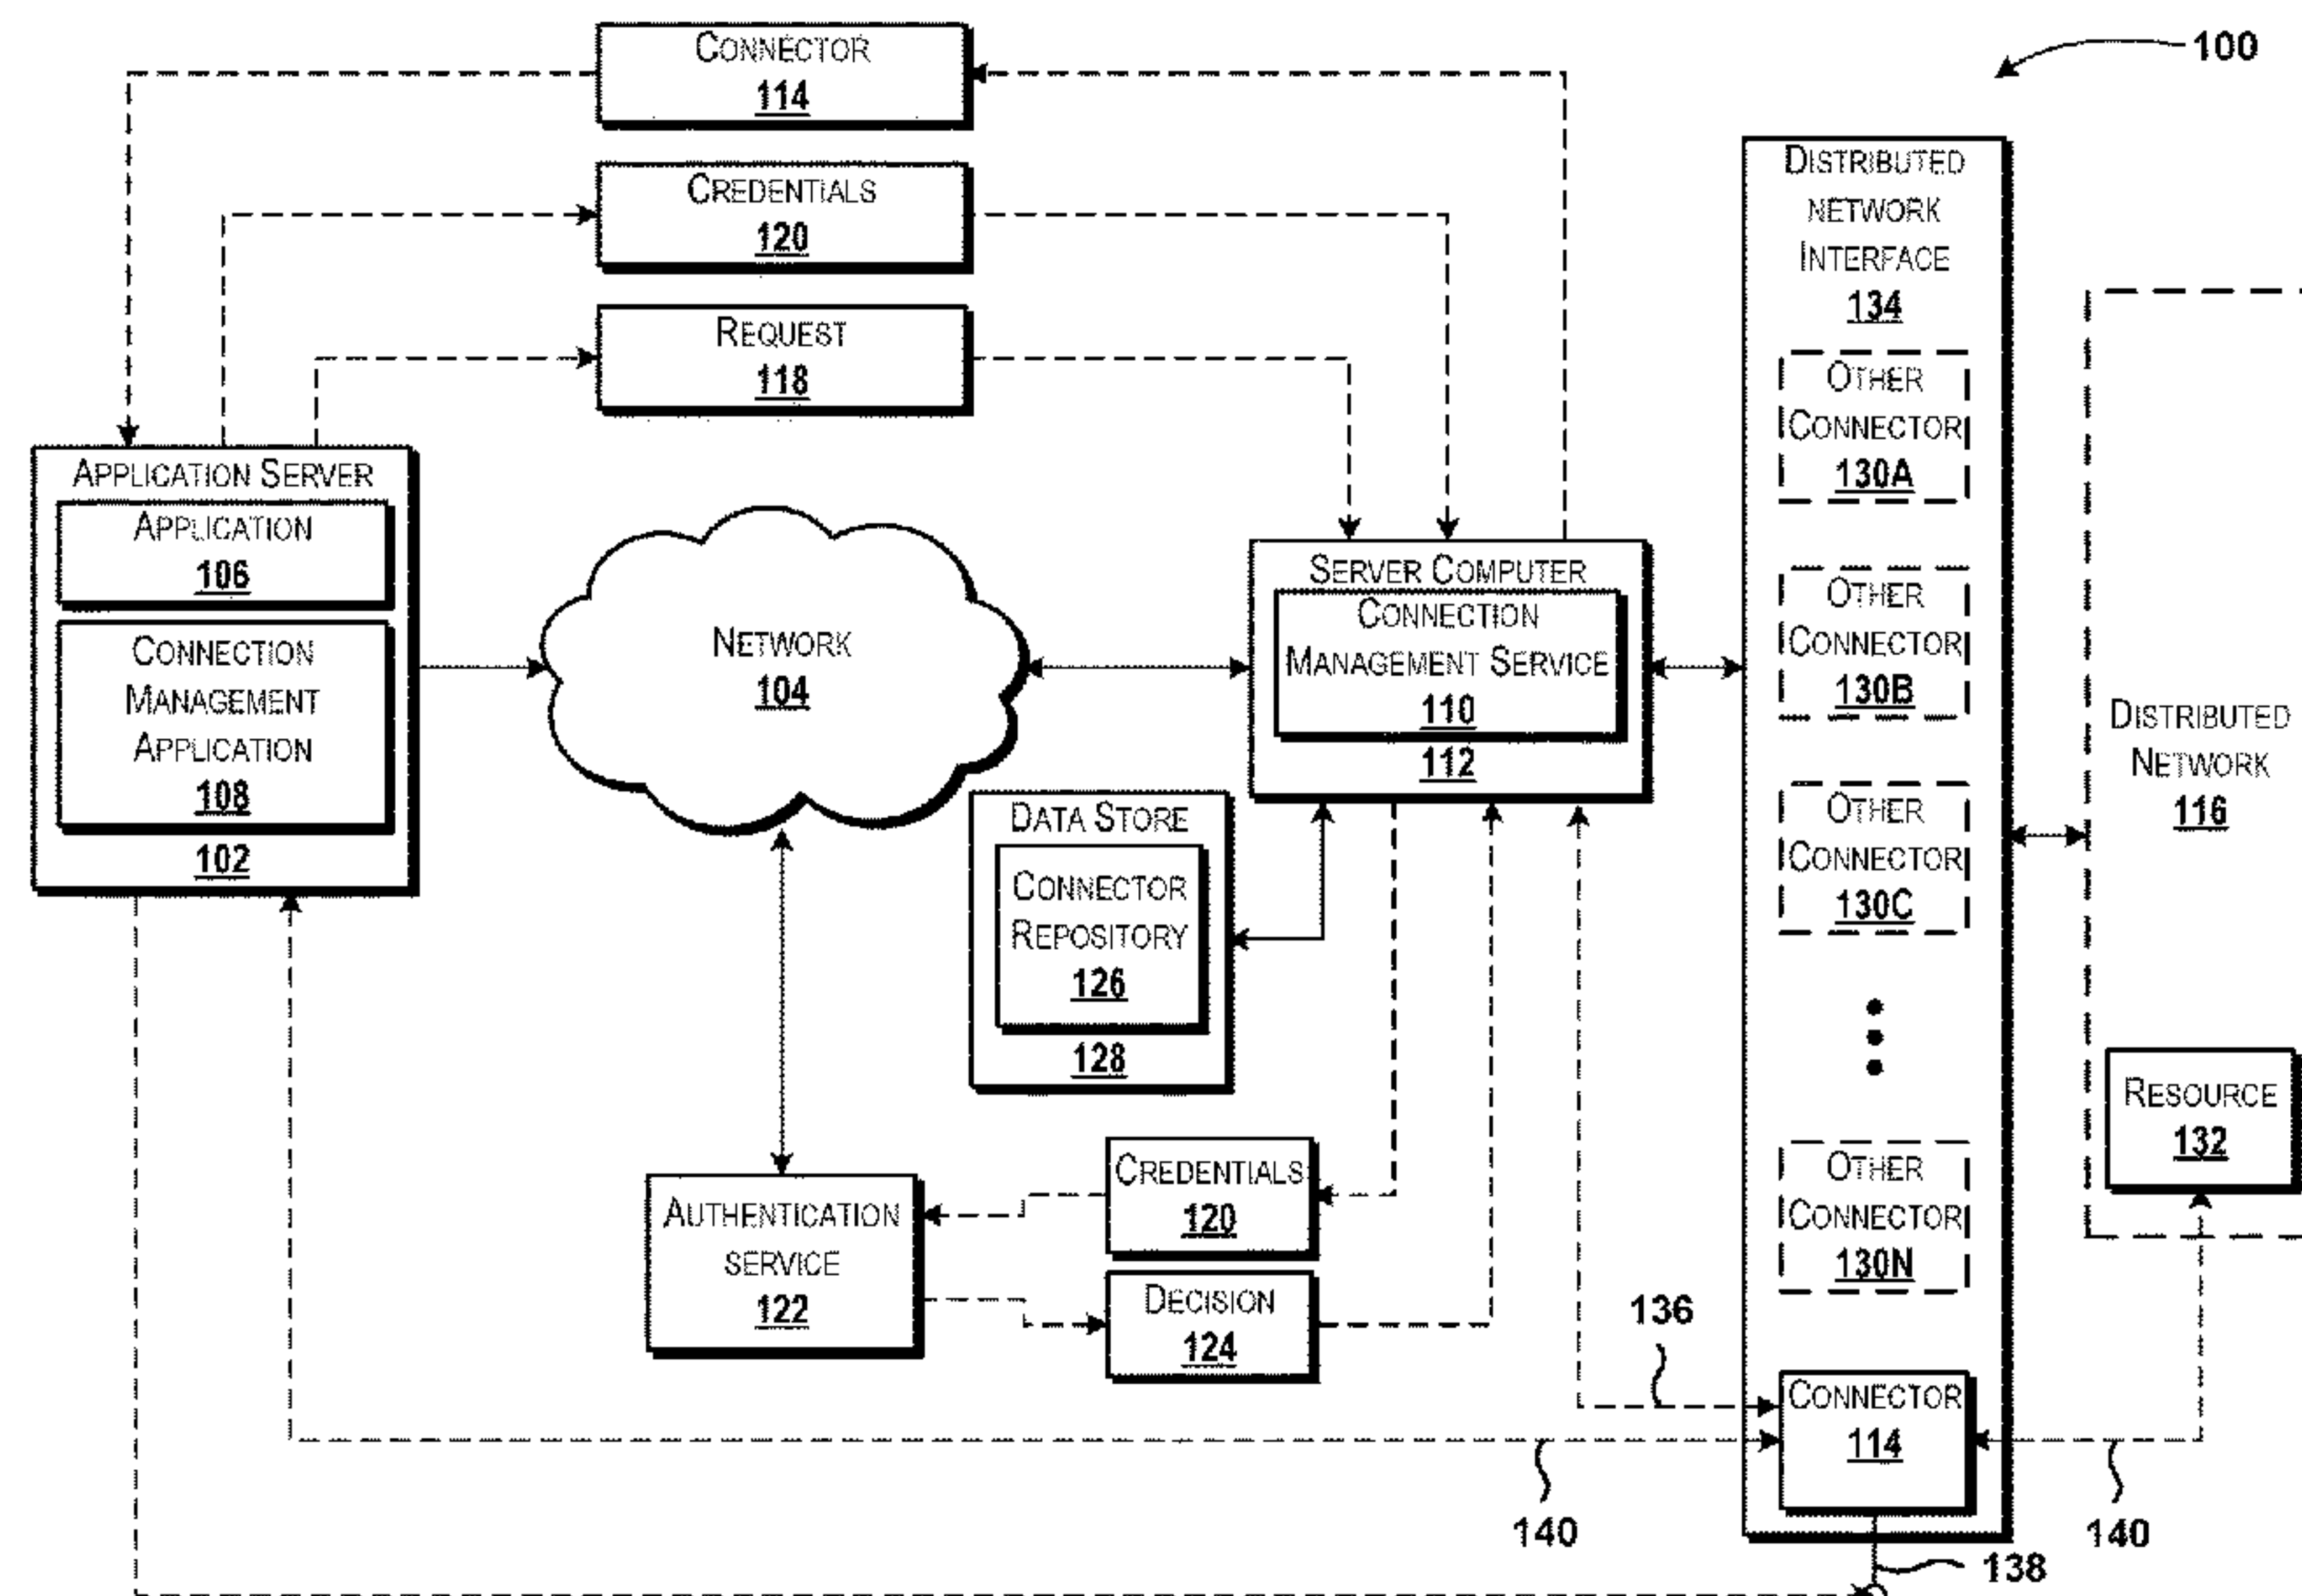 CONNECTOR
114
100
CREDENTIALS
120
REQUEST
118
APPLICATION SERVER
APPLICATION
106
CONNECTION
MANAGEMENT
APPLICATION
108
102
NETWORK
104
SERVER COMPUTER
CONNECTION
MANAGEMENT SERVICE
110
112
DATA STORE
CONNECTOR
REPOSITORY
126
128
AUTHENTICATION
SERVICE
122
CREDENTIALS
120
DECISION
124
DISTRIBUTED
NETWORK
INTERFACE
134
OTHER
CONNECTOR
130A
OTHER
CONNECTOR
130B
OTHER
CONNECTOR
130C
OTHER
CONNECTOR
130N
CONNECTOR
114
136
140
138
140
DISTRIBUTED
NETWORK
116
RESOURCE
132